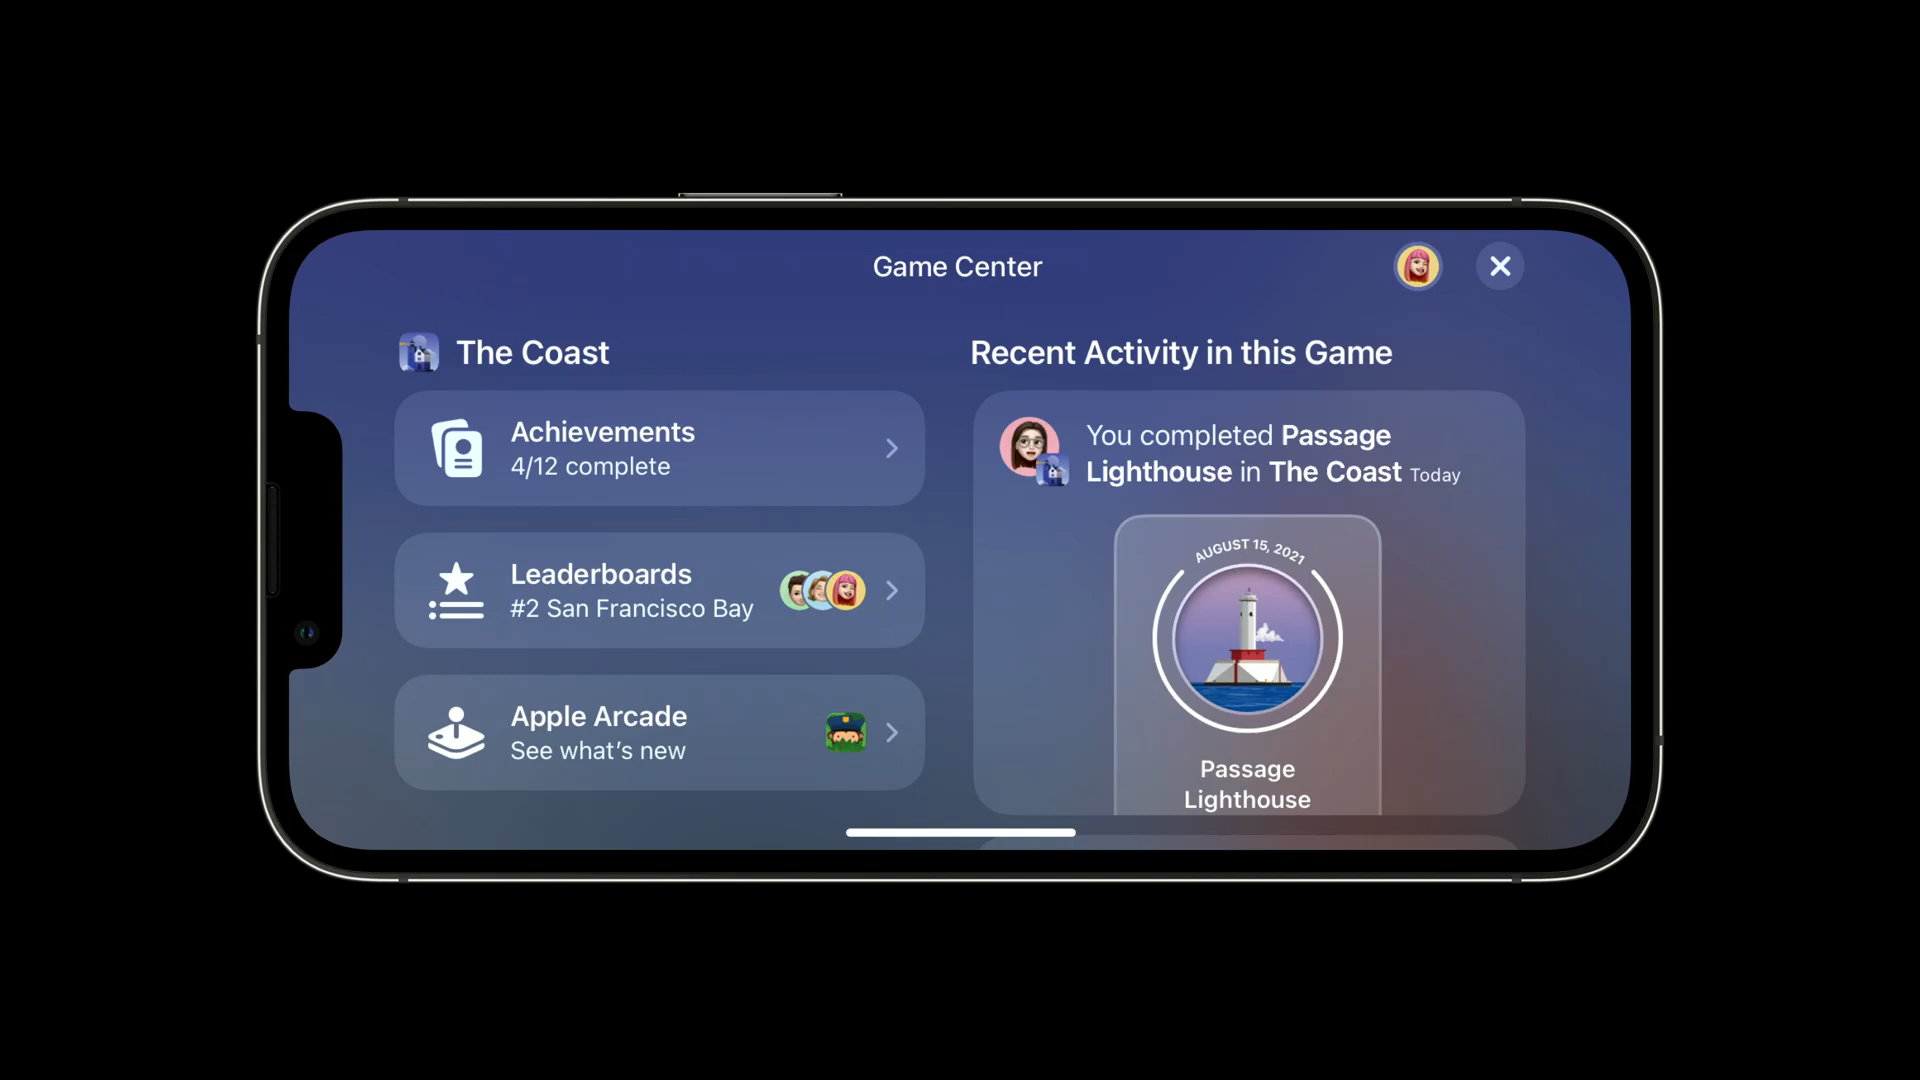 Game Center
The Coast
Achievements
4/12 complete
Leaderboards
#2 San Francisco Bay
Apple Arcade
See what’s new
Recent Activity in this Game
You completed Passage
Lighthouse in The Coast Today
AUGUST 15, 2021
Passage
Lighthouse